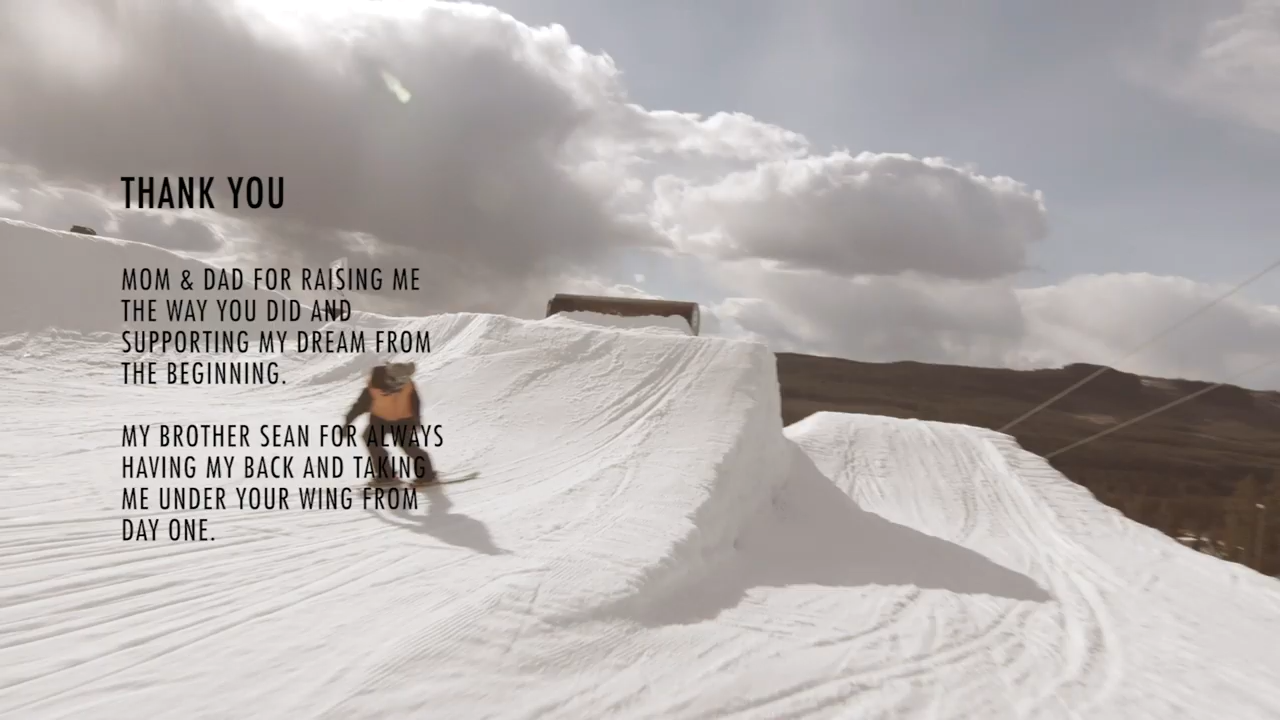 THANK YOU
MOM & DAD FOR RAISING ME
THE WAY YOU DID AND
SUPPORTING MY DREAM FROM
THE BEGINNING.
MY BROTHER SEAN FOR ALWAYS
HAVING MY BACK AND TAKING
ME UNDER YOUR WING FROM
DAY ONE.